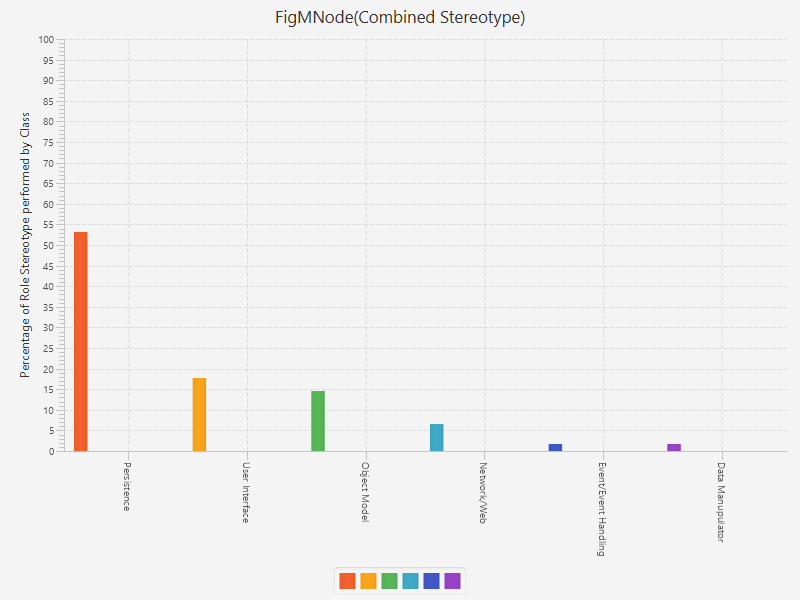 FigMNode(Combined Stereotype)
Percentage of Role Stereotype performed by Class
100
95
90
85
80
75
70
65
60
55
50
45
40
35
30
25
20
15
10
5
0
Persistence
User Interface
Object Model
Network/Web
Event/Event Handling
Data Manupulator